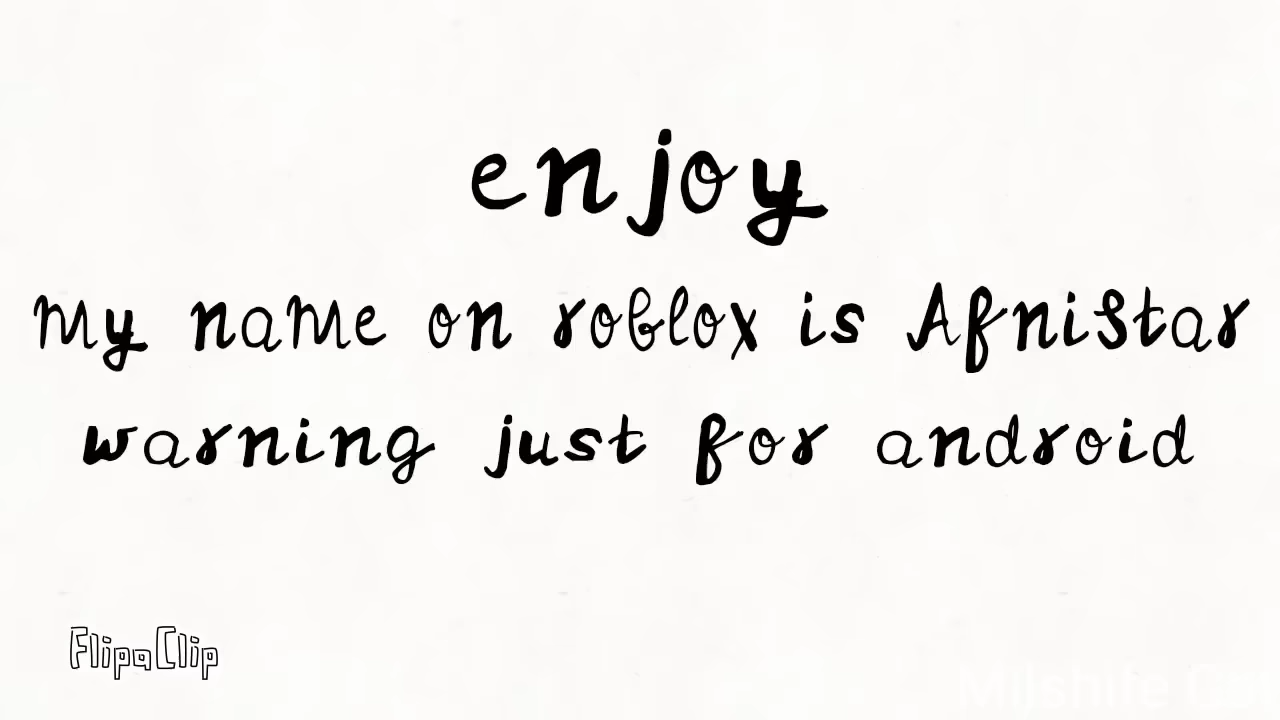 enjoy
My name on roblox is AfniStar
warning just for android
FlipaClip